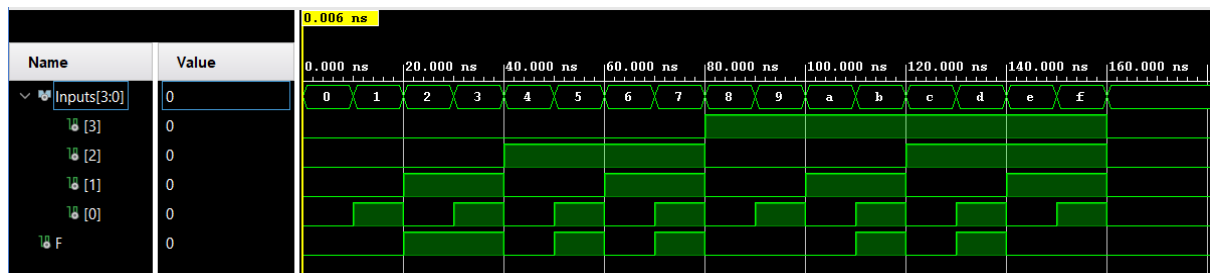 0.006 ns
Name Value
0.000 ns 20.000 ns 40.000 ns 60.000 ns 80.000 ns 100.000 ns 120.000 ns 140.000 ns 160.000 ns
Inputs[3:0] 0 0 1 2 3 4 5 6 7 8 9 a b c d e f
[3] 0
[2] 0
[1] 0
[0] 0
F 0